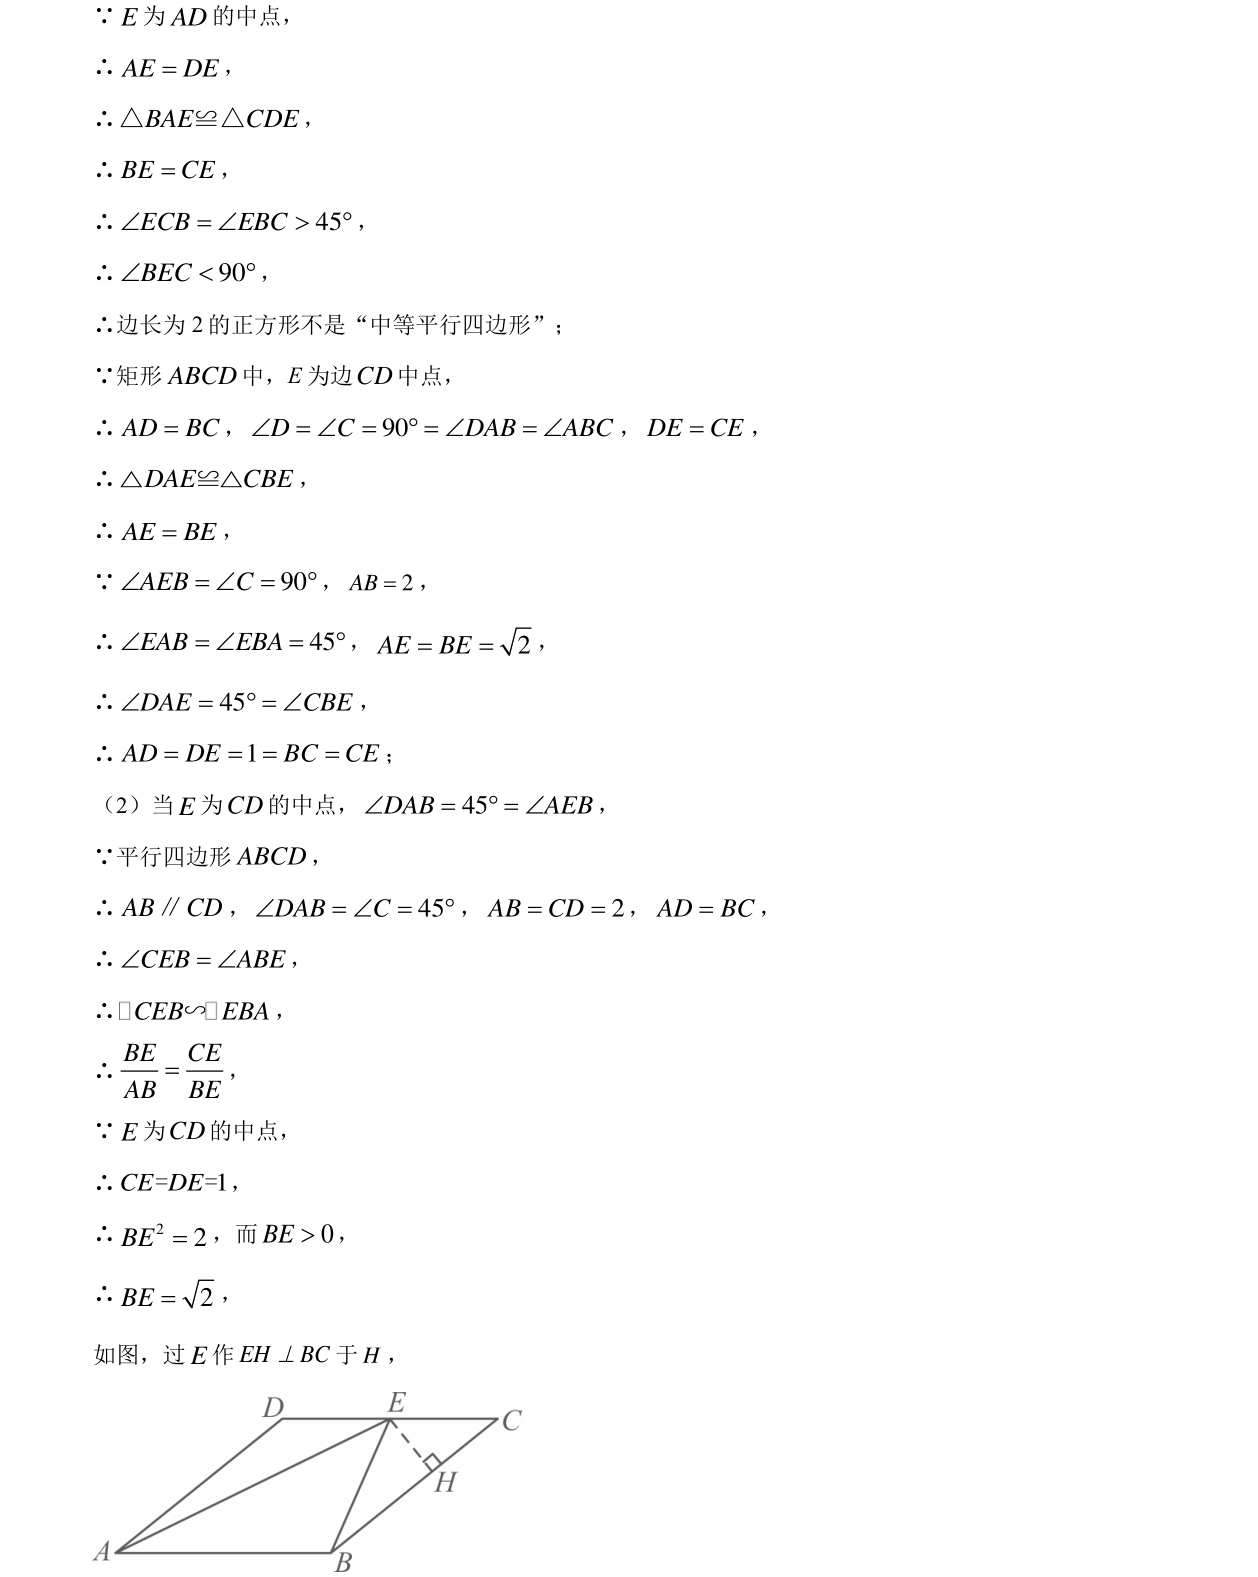 ∵ E 为 AD 的中点，
∴ AE = DE，
∴ △BAE≌△CDE，
∴ BE = CE，
∴ ∠ECB = ∠EBC > 45°，
∴ ∠BEC < 90°，
∴边长为 2 的正方形不是“中等平行四边形”；
∵矩形 ABCD 中，E 为边 CD 中点，
∴ AD = BC，∠D = ∠C = 90° = ∠DAB = ∠ABC，DE = CE，
∴ △DAE≌△CBE，
∴ AE = BE，
∵ ∠AEB = ∠C = 90°，AB = 2，
∴ ∠EAB = ∠EBA = 45°，AE = BE = √2，
∴ ∠DAE = 45° = ∠CBE，
∴ AD = DE = 1 = BC = CE；
（2）当 E 为 CD 的中点，∠DAB = 45° = ∠AEB，
∵平行四边形 ABCD，
∴ AB // CD，∠DAB = ∠C = 45°，AB = CD = 2，AD = BC，
∴ ∠CEB = ∠ABE，
∴ □CEB∽□EBA，
∴ BE/AB = CE/BE，
∵ E 为 CD 的中点，
∴ CE=DE=1，
∴ BE² = 2，而 BE > 0，
∴ BE = √2，
如图，过 E 作 EH ⊥ BC 于 H，
D E C
H
A B